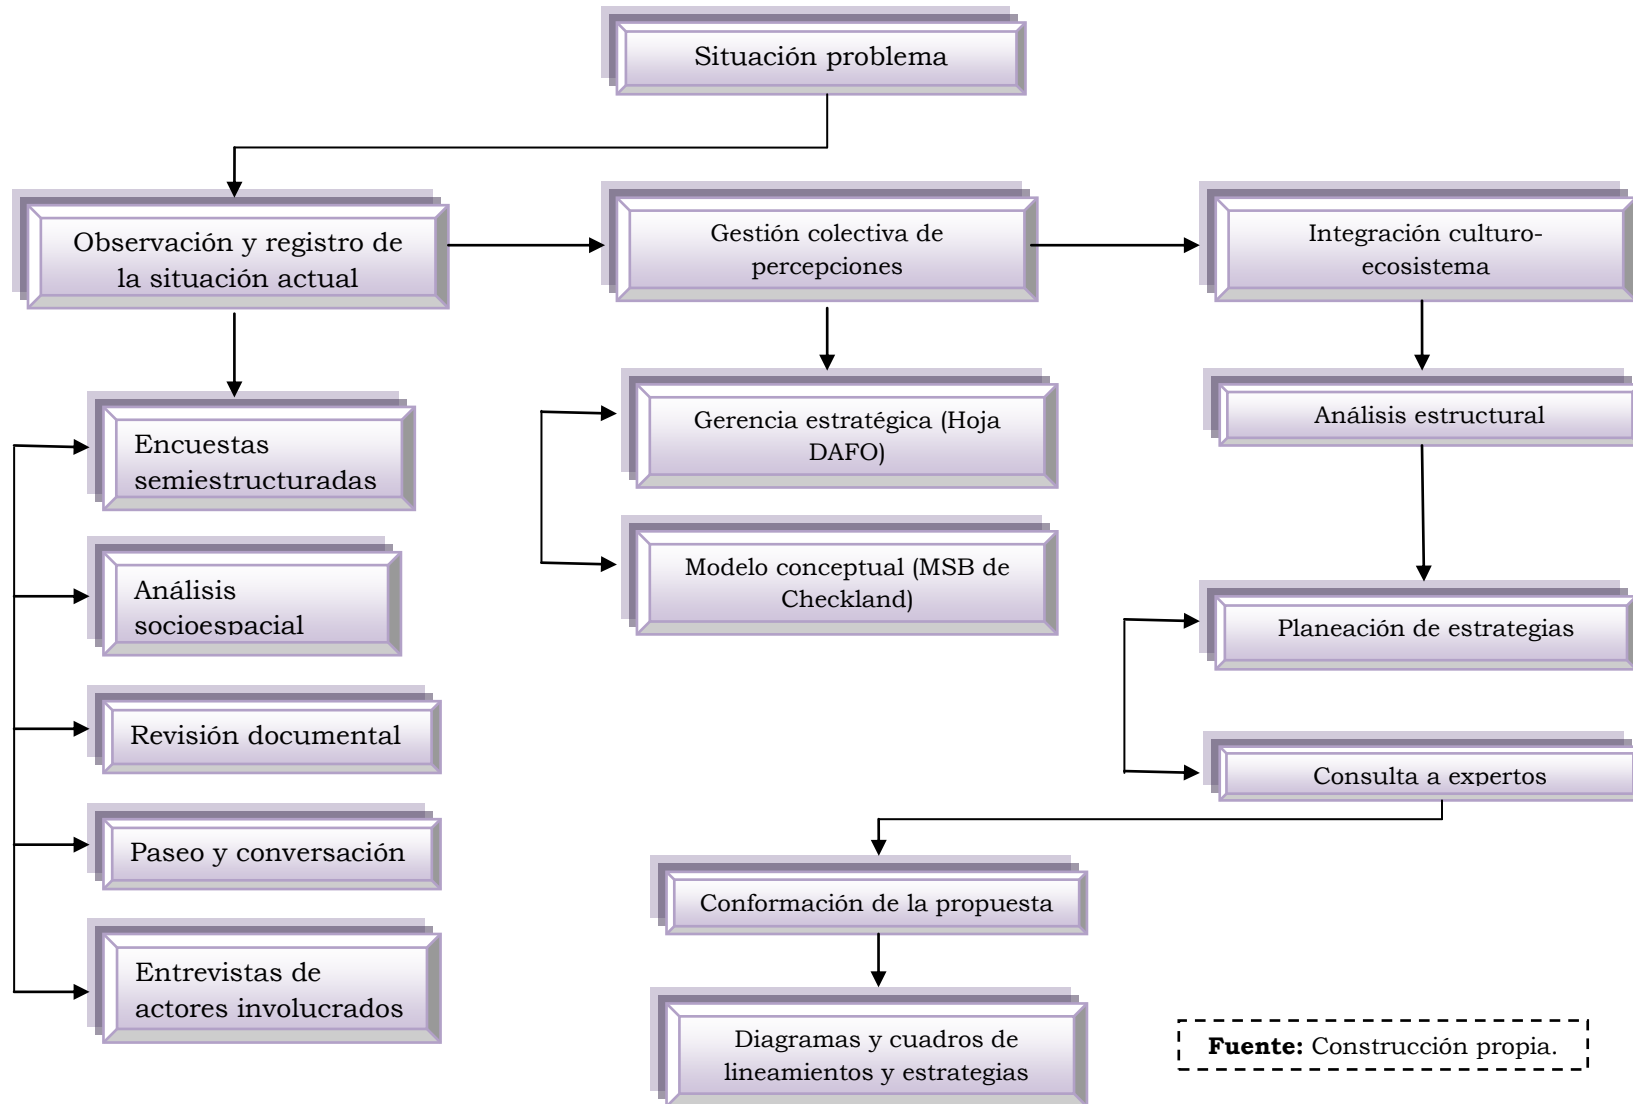 Situación problema
Observación y registro de
la situación actual
Gestión colectiva de
percepciones
Integración culturo-
ecosistema
Encuestas
semiestructuradas
Análisis
socioespacial
Revisión documental
Paseo y conversación
Entrevistas de
actores involucrados
Gerencia estratégica (Hoja
DAFO)
Modelo conceptual (MSB de
Checkland)
Análisis estructural
Planeación de estrategias
Consulta a expertos
Conformación de la propuesta
Diagramas y cuadros de
lineamientos y estrategias
Fuente: Construcción propia.